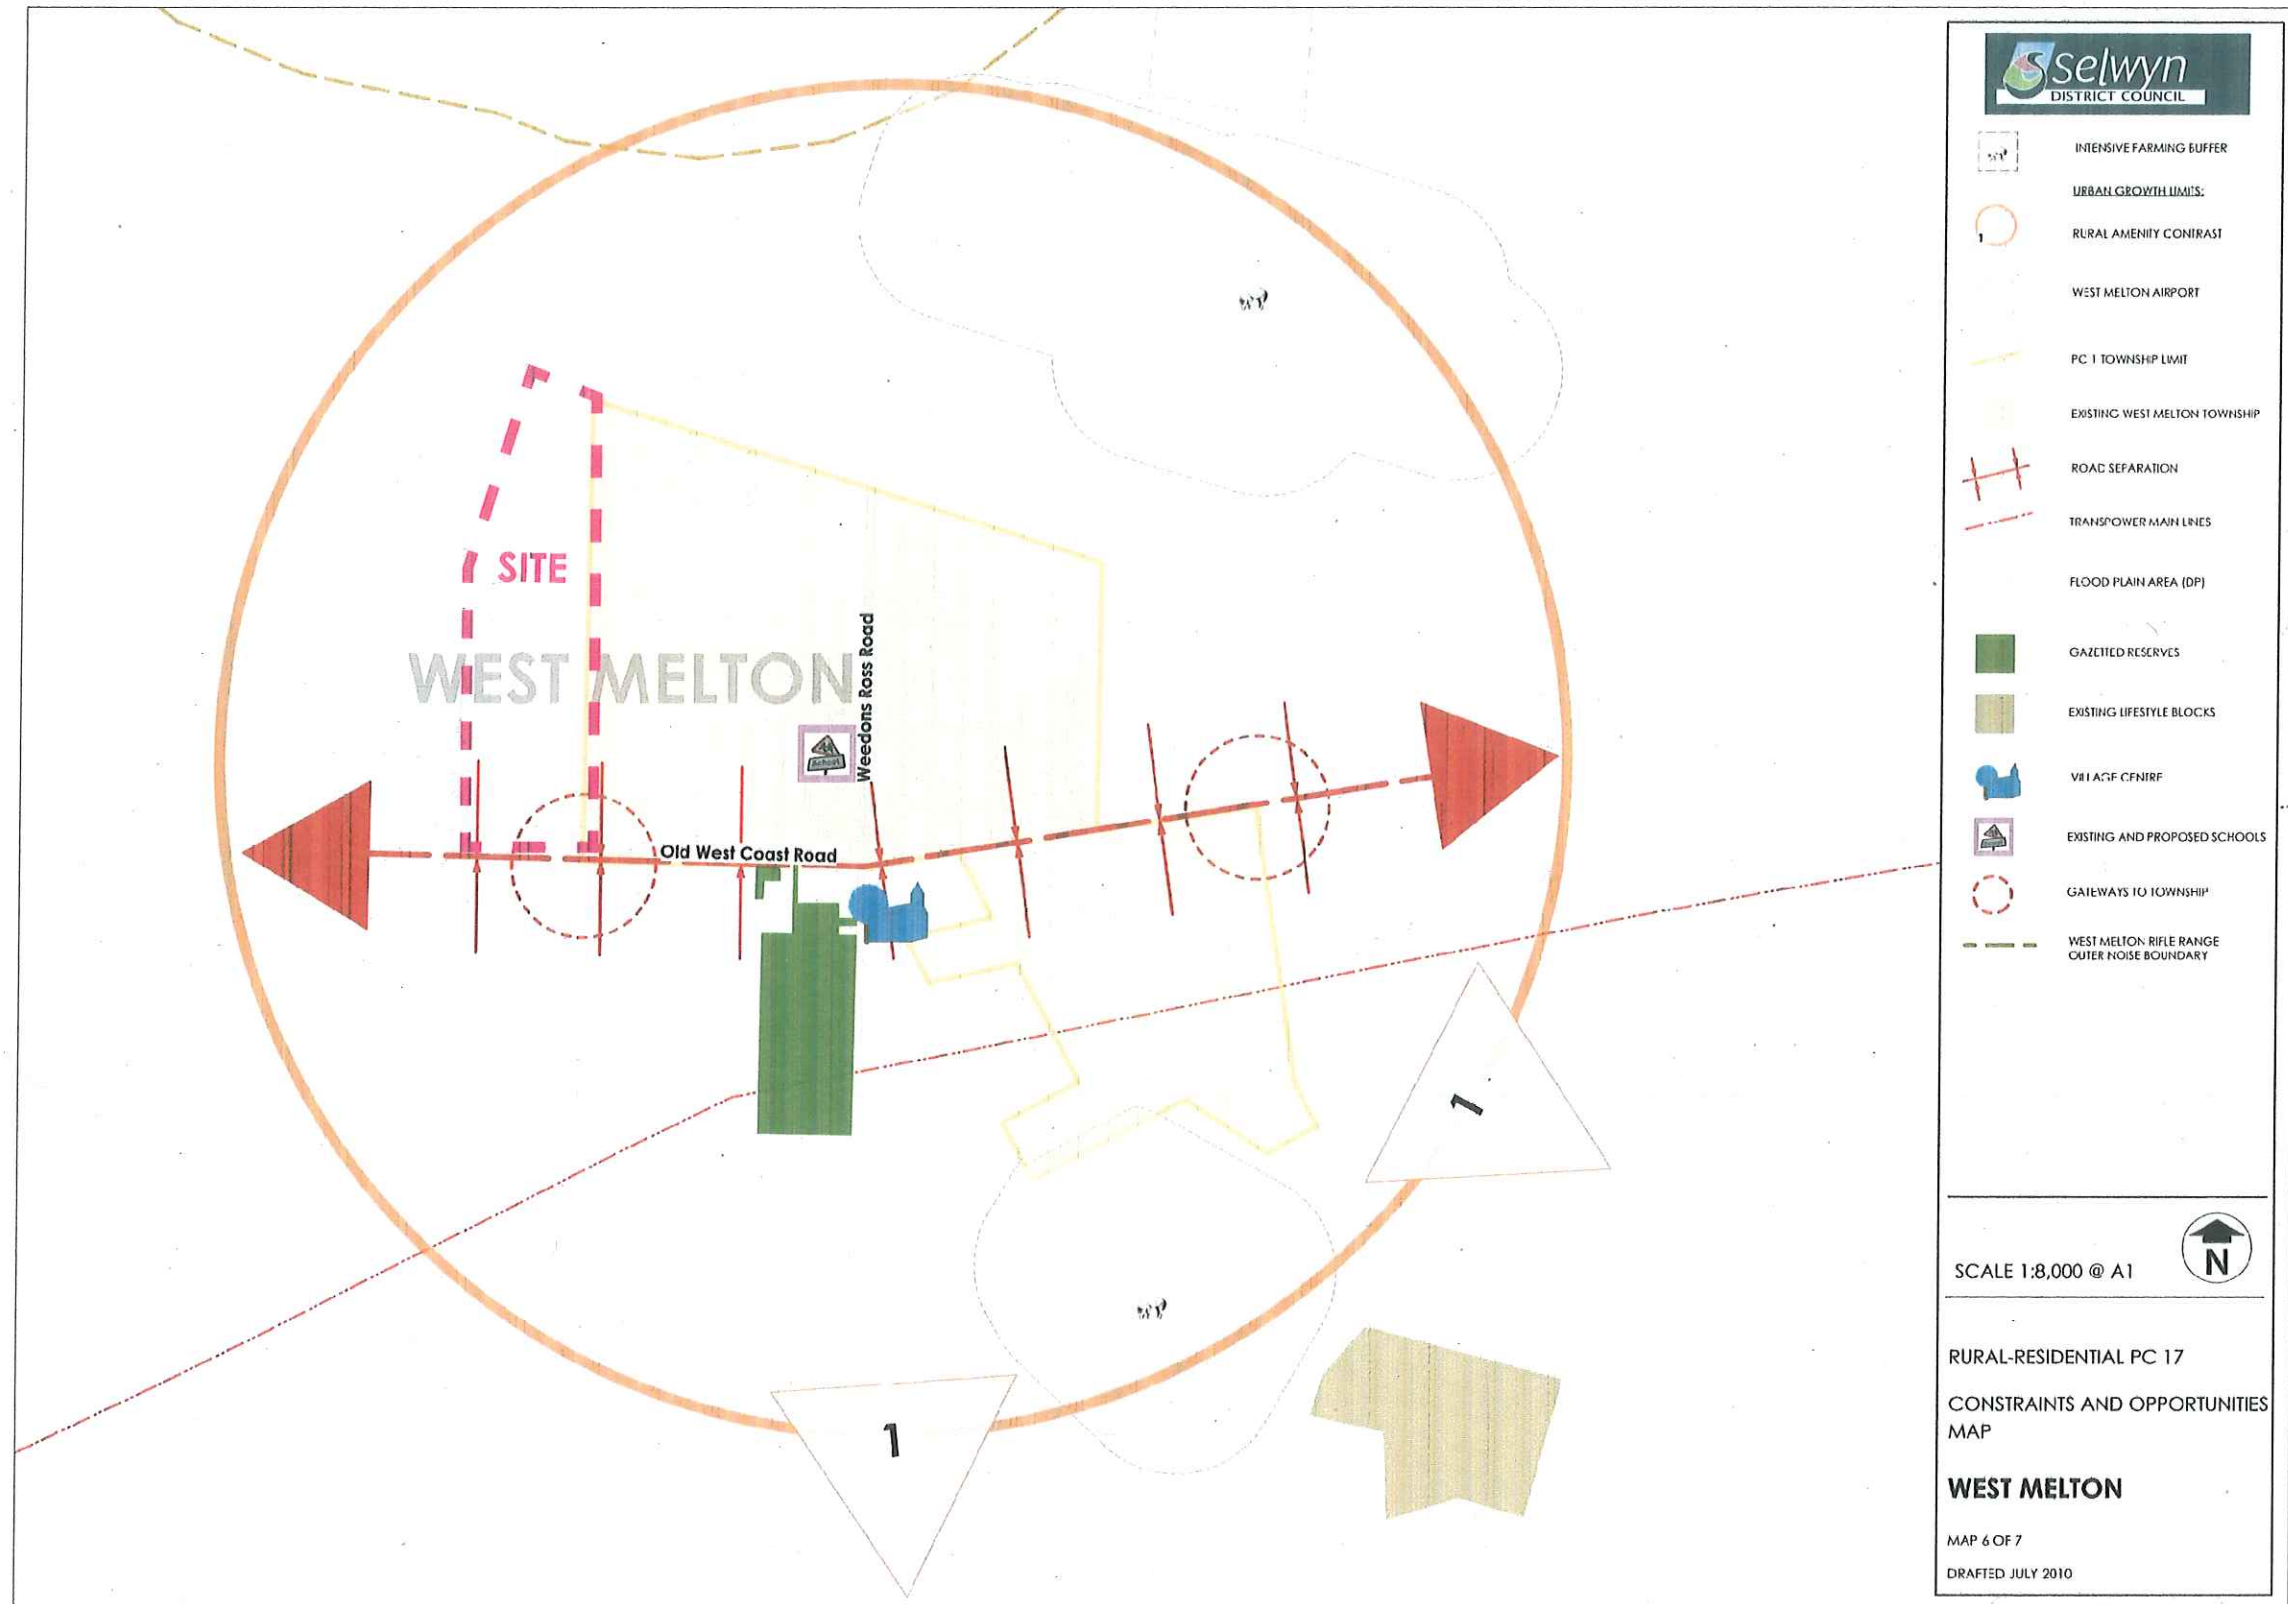 SITE
WEST MELTON
Weedons Ross Road
School
Old West Coast Road
1
1
selwyn
DISTRICT COUNCIL
INTENSIVE FARMING BUFFER
URBAN GROWTH LIMITS:
1
RURAL AMENITY CONTRAST
WEST MELTON AIRPORT
PC 1 TOWNSHIP LIMIT
EXISTING WEST MELTON TOWNSHIP
ROAD SEPARATION
TRANSPOWER MAIN LINES
FLOOD PLAIN AREA (DP)
GAZETTED RESERVES
EXISTING LIFESTYLE BLOCKS
VILLAGE CENTRE
EXISTING AND PROPOSED SCHOOLS
GATEWAYS TO TOWNSHIP
WEST MELTON RIFLE RANGE
OUTER NOISE BOUNDARY
SCALE 1:8,000 @ A1
N
RURAL-RESIDENTIAL PC 17
CONSTRAINTS AND OPPORTUNITIES
MAP
WEST MELTON
MAP 6 OF 7
DRAFTED JULY 2010